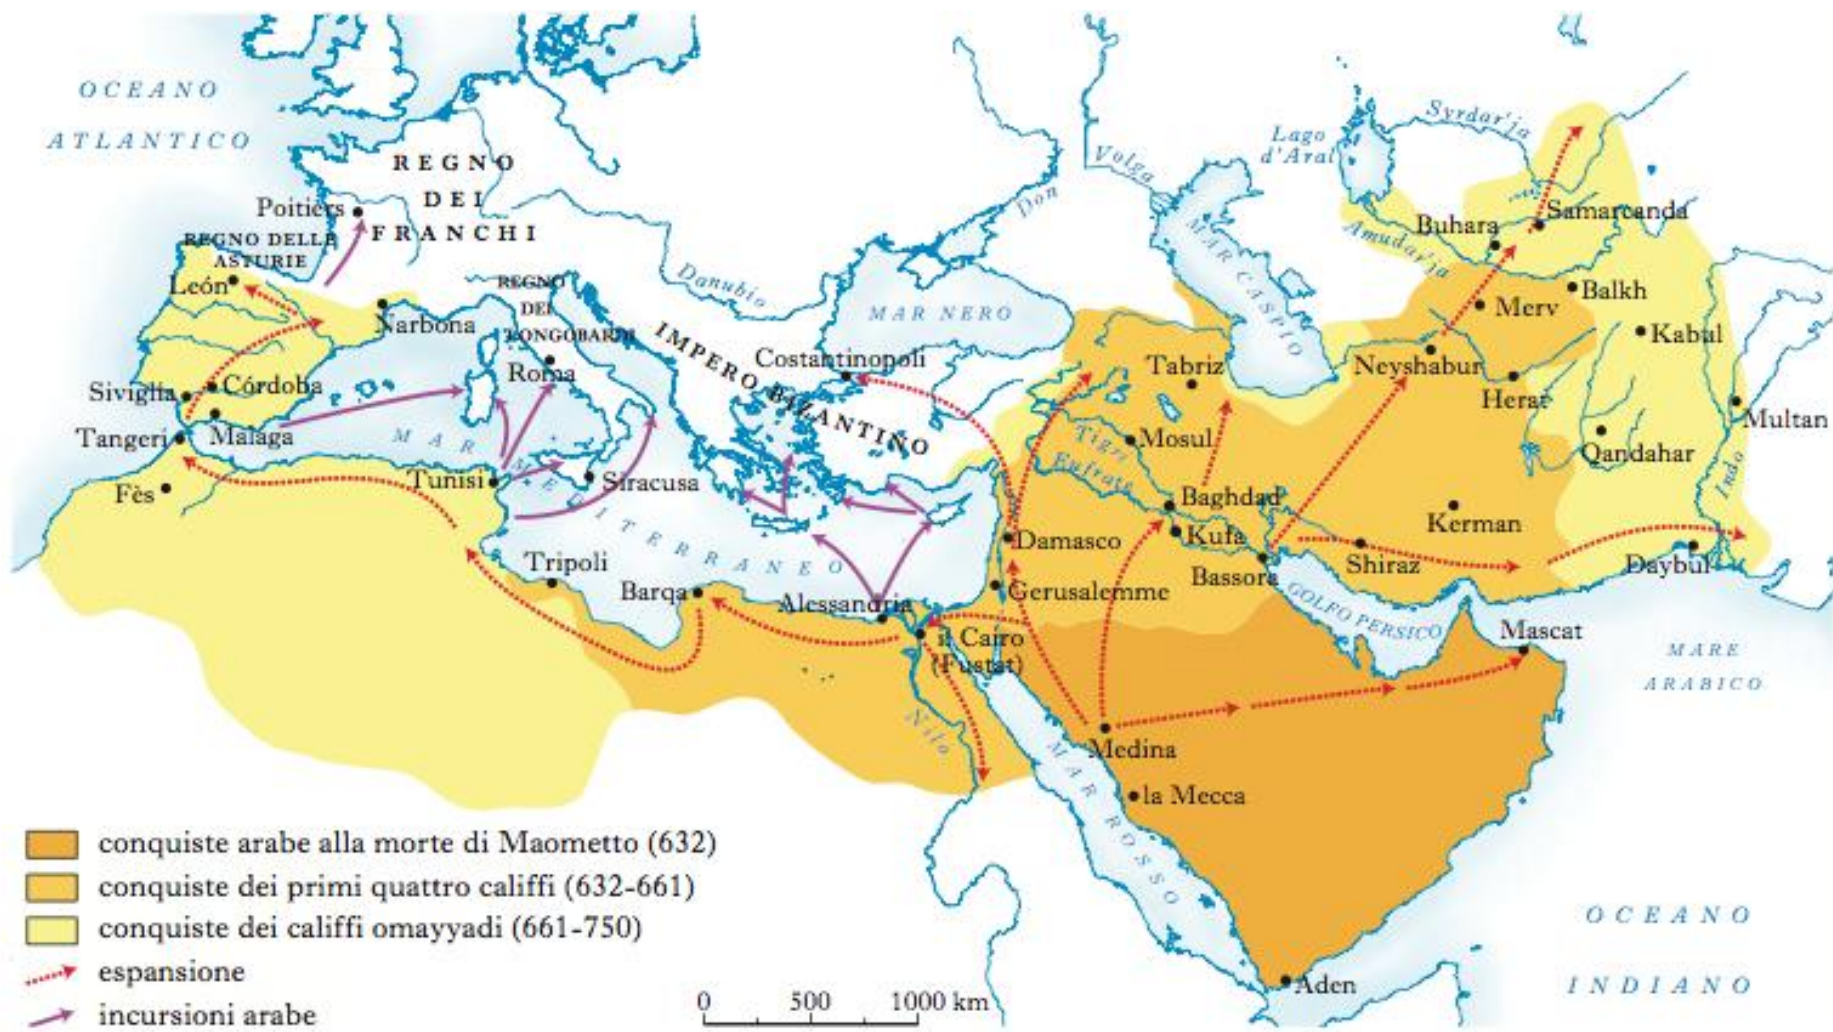 OCEANO
ATLANTICO
REGNO
DEI
FRANCHI
Poitiers
REGNO DELLE
ASTURIE
León
Narbona
REGNO
DEI
LONGOBARDI
Roma
Siviglia
Córdoba
Malaga
Tangeri
Fès
Tunisi
Siracusa
MAR MEDITERRANEO
Tripoli
Barqa
Alessandria
il Cairo
(Fustat)
Nilo
Danubio
Don
Volga
MAR NERO
IMPERO BIZANTINO
Costantinopoli
MAR CASPIO
Lago
d'Aral
Syrdar'ja
Amudar'ja
Buhara
Samarcanda
Balkh
Merv
Kabul
Neyshabur
Herat
Multan
Qandahar
Indo
Tabriz
Mosul
Tigri
Eufrate
Baghdad
Kufa
Bassora
Kerman
Shiraz
Daybul
Damasco
Gerusalemme
GOLFO PERSICO
Mascat
MARE
ARABICO
Medina
la Mecca
MAR ROSSO
Aden
OCEANO
INDIANO
conquiste arabe alla morte di Maometto (632)
conquiste dei primi quattro califfi (632-661)
conquiste dei califfi omayyadi (661-750)
espansione
incursioni arabe
0 500 1000 km